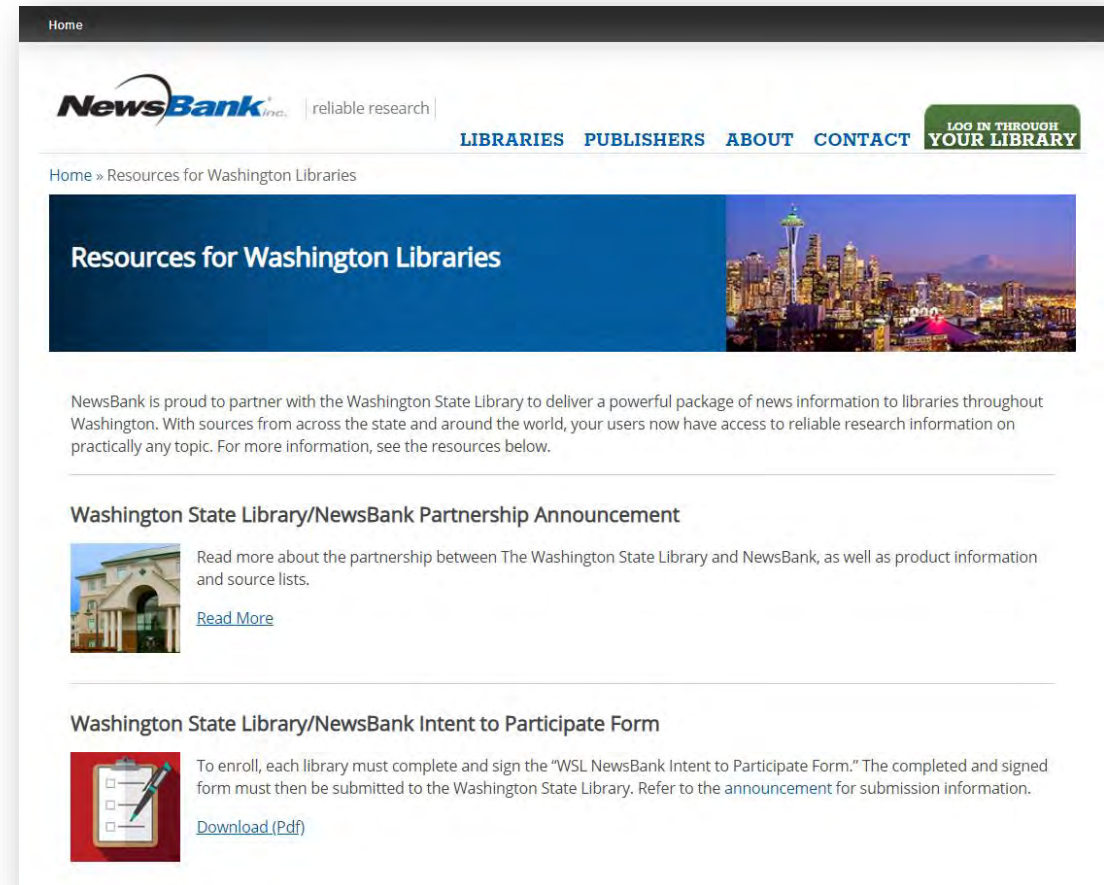 Home
NewsBank inc. reliable research
LIBRARIES PUBLISHERS ABOUT CONTACT LOG IN THROUGH YOUR LIBRARY
Home » Resources for Washington Libraries
Resources for Washington Libraries
NewsBank is proud to partner with the Washington State Library to deliver a powerful package of news information to libraries throughout
Washington. With sources from across the state and around the world, your users now have access to reliable research information on
practically any topic. For more information, see the resources below.
Washington State Library/NewsBank Partnership Announcement
Read more about the partnership between The Washington State Library and NewsBank, as well as product information
and source lists.
Read More
Washington State Library/NewsBank Intent to Participate Form
To enroll, each library must complete and sign the “WSL NewsBank Intent to Participate Form.” The completed and signed
form must then be submitted to the Washington State Library. Refer to the announcement for submission information.
Download (Pdf)